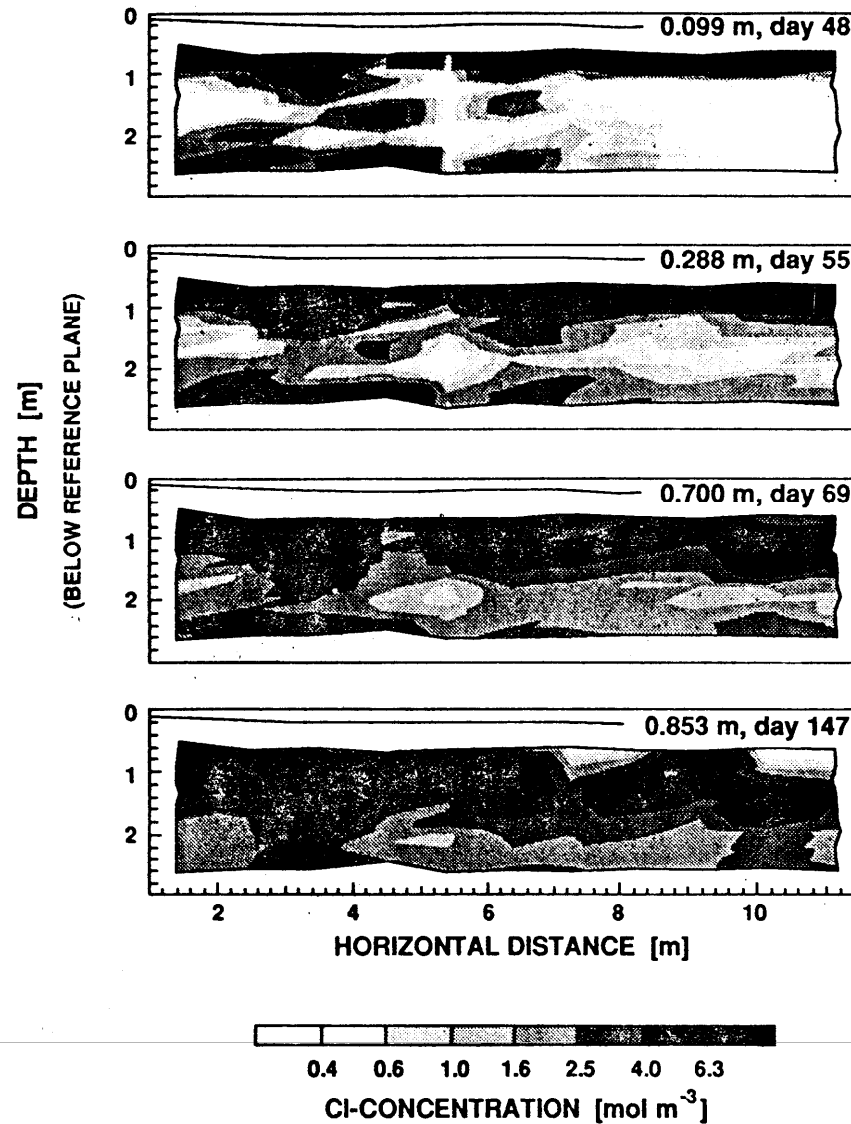 0
1
2
0.099 m, day 48
0
1
2
0.288 m, day 55
0
1
2
0.700 m, day 69
0
1
2
0.853 m, day 147
DEPTH [m]
(BELOW REFERENCE PLANE)
2 4 6 8 10
HORIZONTAL DISTANCE [m]
0.4 0.6 1.0 1.6 2.5 4.0 6.3
Cl-CONCENTRATION [mol m⁻³]